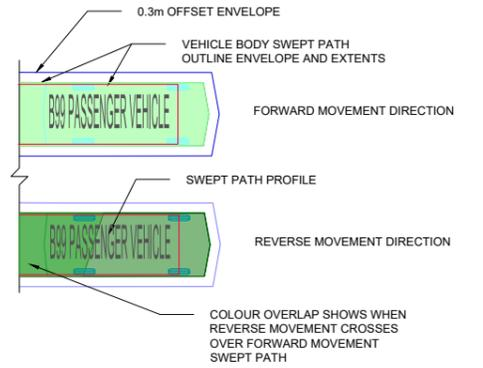 0.3m OFFSET ENVELOPE
VEHICLE BODY SWEPT PATH
OUTLINE ENVELOPE AND EXTENTS
B99 PASSENGER VEHICLE
FORWARD MOVEMENT DIRECTION
SWEPT PATH PROFILE
B99 PASSENGER VEHICLE
REVERSE MOVEMENT DIRECTION
COLOUR OVERLAP SHOWS WHEN
REVERSE MOVEMENT CROSSES
OVER FORWARD MOVEMENT
SWEPT PATH